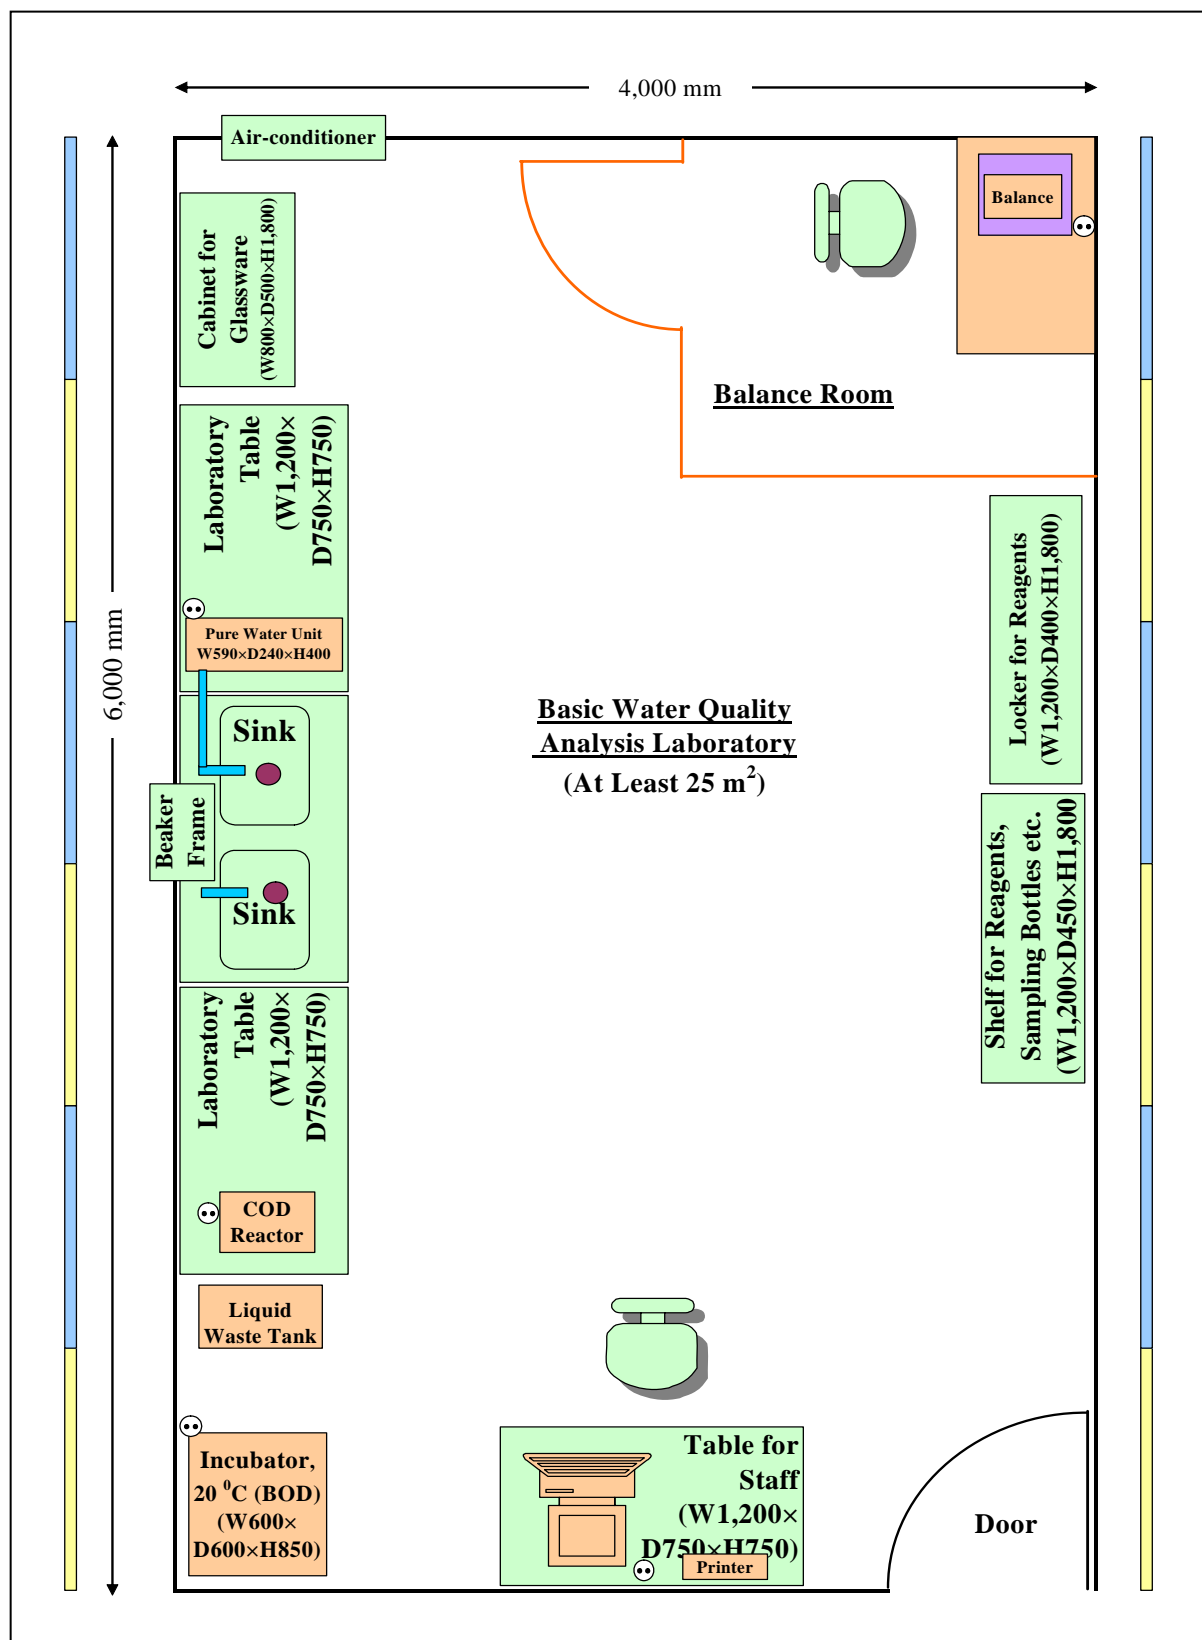 4,000 mm
Air-conditioner
Balance
Cabinet for
Glassware
(W800×D500×H1,800)
Balance Room
Laboratory
Table
(W1,200×
D750×H750)
6,000 mm
Pure Water Unit
W590×D240×H400
Locker for Reagents
(W1,200×D400×H1,800)
Basic Water Quality
Analysis Laboratory
(At Least 25 m²)
Sink
Beaker
Frame
Sink
Shelf for Reagents,
Sampling Bottles etc.
(W1,200×D450×H1,800
Laboratory
Table
(W1,200×
D750×H750)
COD
Reactor
Liquid
Waste Tank
Incubator,
20 ⁰C (BOD)
(W600×
D600×H850)
Table for
Staff
(W1,200×
D750×H750)
Printer
Door